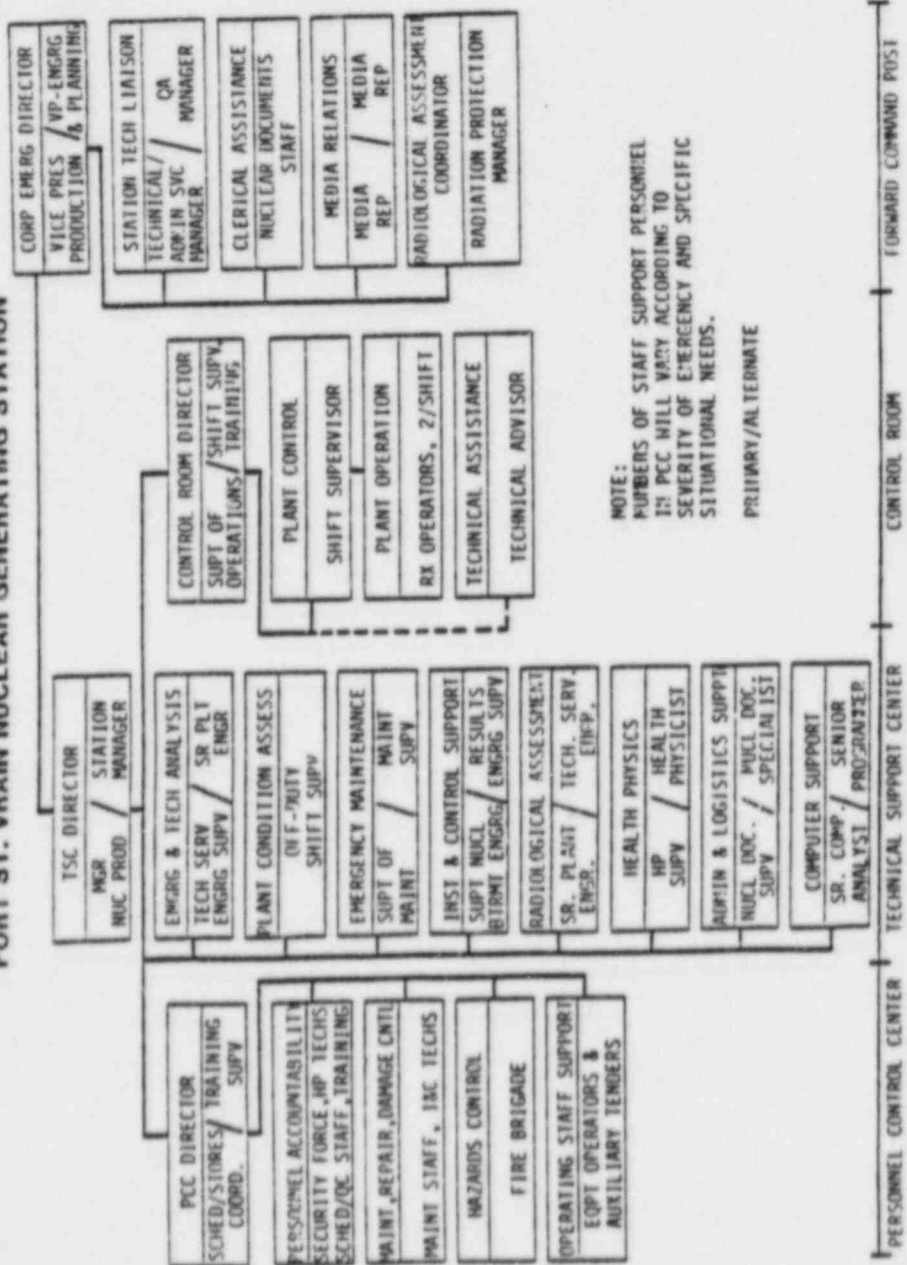 FORT ST. VRAIN NUCLEAR GENERATING STATION
CORP EMERG DIRECTOR
VICE PRES / VP-ENGRG
PRODUCTION / & PLANNING
STATION TECH LIAISON
TECHNICAL/ QA
ADMIN SVC / MANAGER
MANAGER
CLERICAL ASSISTANCE
NUCLEAR DOCUMENTS
STAFF
MEDIA RELATIONS
MEDIA / MEDIA
REP / REP
RADIOLOGICAL ASSESSMENT
COORDINATOR
RADIATION PROTECTION
MANAGER
TSC DIRECTOR
MGR / STATION
NUC PROD / MANAGER
CONTROL ROOM DIRECTOR
SUPT OF /SHIFT SUPV,
OPERATIONS/ TRAINING
PLANT CONTROL
SHIFT SUPERVISOR
PLANT OPERATION
RX OPERATORS, 2/SHIFT
TECHNICAL ASSISTANCE
TECHNICAL ADVISOR
EMGRG & TECH ANALYSIS
TECH SERV / SR PLT
ENGRG SUPV / ENGR
PLANT CONDITION ASSESS
OFF-DUTY
SHIFT SUPV
EMERGENCY MAINTENANCE
SUPT OF / MAINT
MAINT / SUPV
INST & CONTROL SUPPORT
SUPT NUCL / RESULTS
BTRMT ENGRG/ ENGRG SUPV
RADIOLOGICAL ASSESSMENT
SR. PLANT / TECH. SERV.
ENGR. / ENGR.
HEALTH PHYSICS
HP / HEALTH
SUPV / PHYSICIST
ADMIN & LOGISTICS SUPPT
NUCL DOC. / NUCL DOC.
SUPV / SPECIALIST
COMPUTER SUPPORT
SR. COMP./ SENIOR
ANALYST / PROGRAMMER
PCC DIRECTOR
SCHED/STORES/ TRAINING
COORD. / SUPV
PERSONNEL ACCOUNTABILITY
SECURITY FORCE,HP TECHS
SCHED/QC STAFF,TRAINING
MAINT,REPAIR,DAMAGE CNTL
MAINT STAFF, I&C TECHS
HAZARDS CONTROL
FIRE BRIGADE
OPERATING STAFF SUPPORT
EQPT OPERATORS &
AUXILIARY TENDERS
NOTE:
NUMBERS OF STAFF SUPPORT PERSONNEL
IN PCC WILL VARY ACCORDING TO
SEVERITY OF EMERGENCY AND SPECIFIC
SITUATIONAL NEEDS.
PRIMARY/ALTERNATE
PERSONNEL CONTROL CENTER
TECHNICAL SUPPORT CENTER
CONTROL ROOM
FORWARD COMMAND POST